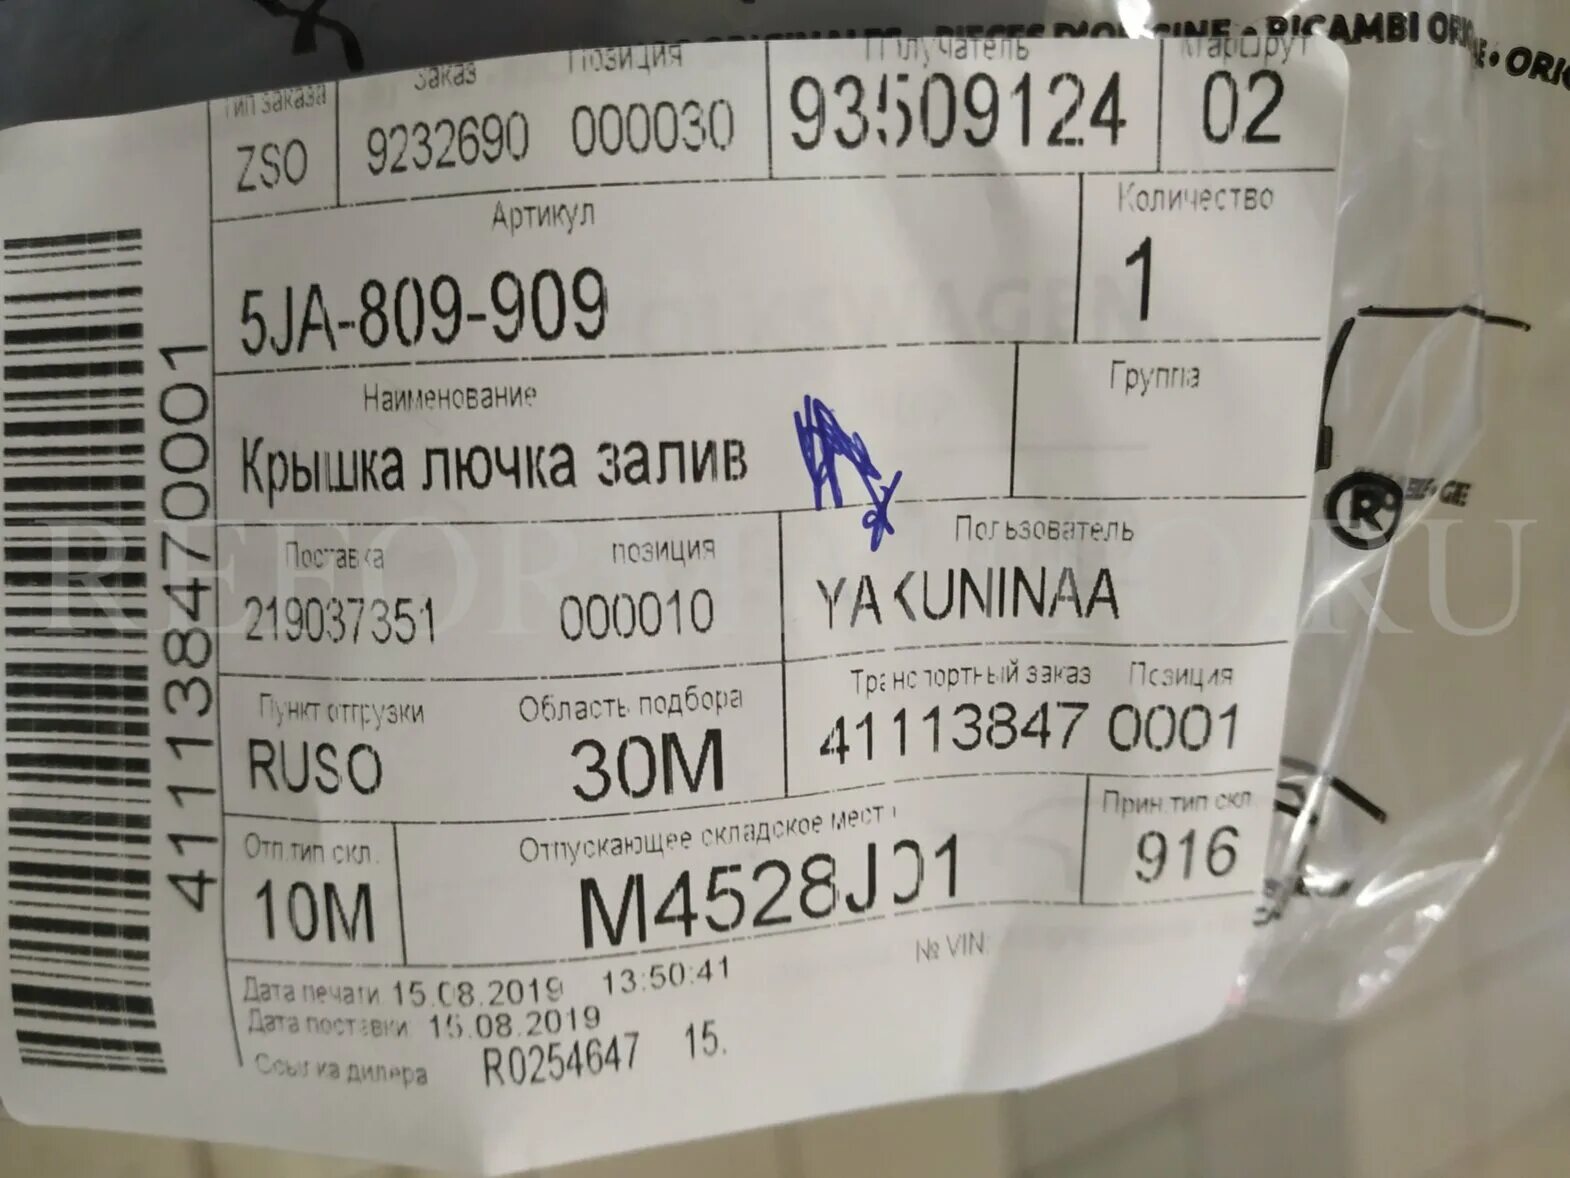 RICAMBI
Тип заказа Заказ Позиция Получатель Маршрут
ZSO 9232690 000030 93509124 02
Артикул Количество
5JA-809-909 1
Наименование Группа
Крышка лючка залив
Поставка позиция Пользователь
219037351 000010 YAKUNINAA
Пункт отгрузки Область подбора Транспортный заказ Позиция
RUSO 30M 41113847 0001
Отп.тип скл. Отпускающее складское мест Прин.тип скл
10M M4528J01 916
Дата печати 15.08.2019 13:50:41 № VIN:
Дата поставки 15.08.2019
Ссылка дилера R0254647 15.
411138470001
®